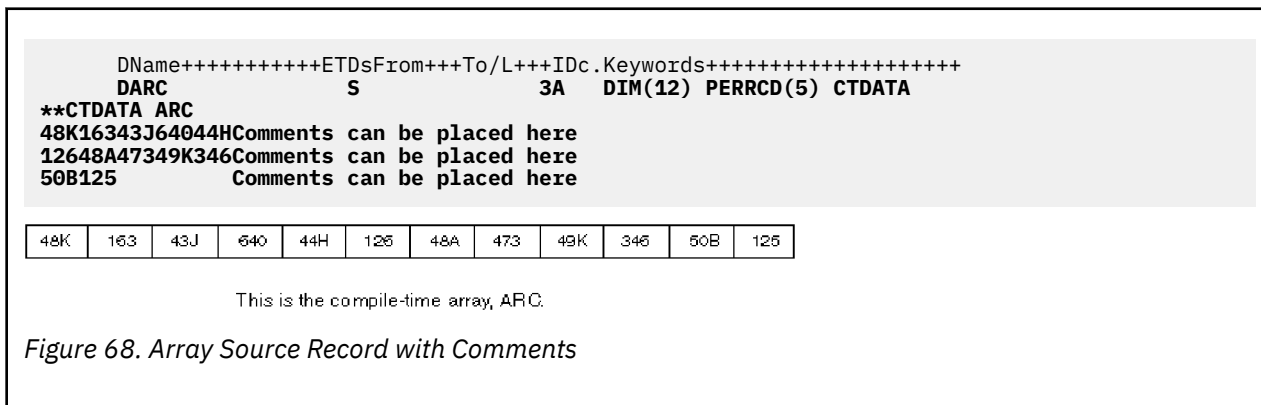 DName+++++++++++ETDsFrom+++To/L+++IDc.Keywords++++++++++++++++++++
DARC S 3A DIM(12) PERRCD(5) CTDATA
**CTDATA ARC
48K16343J64044HComments can be placed here
12648A47349K346Comments can be placed here
50B125 Comments can be placed here
48K 163 43J 640 44H 126 48A 473 49K 346 50B 125
This is the compile-time array, ARC.
Figure 68. Array Source Record with Comments